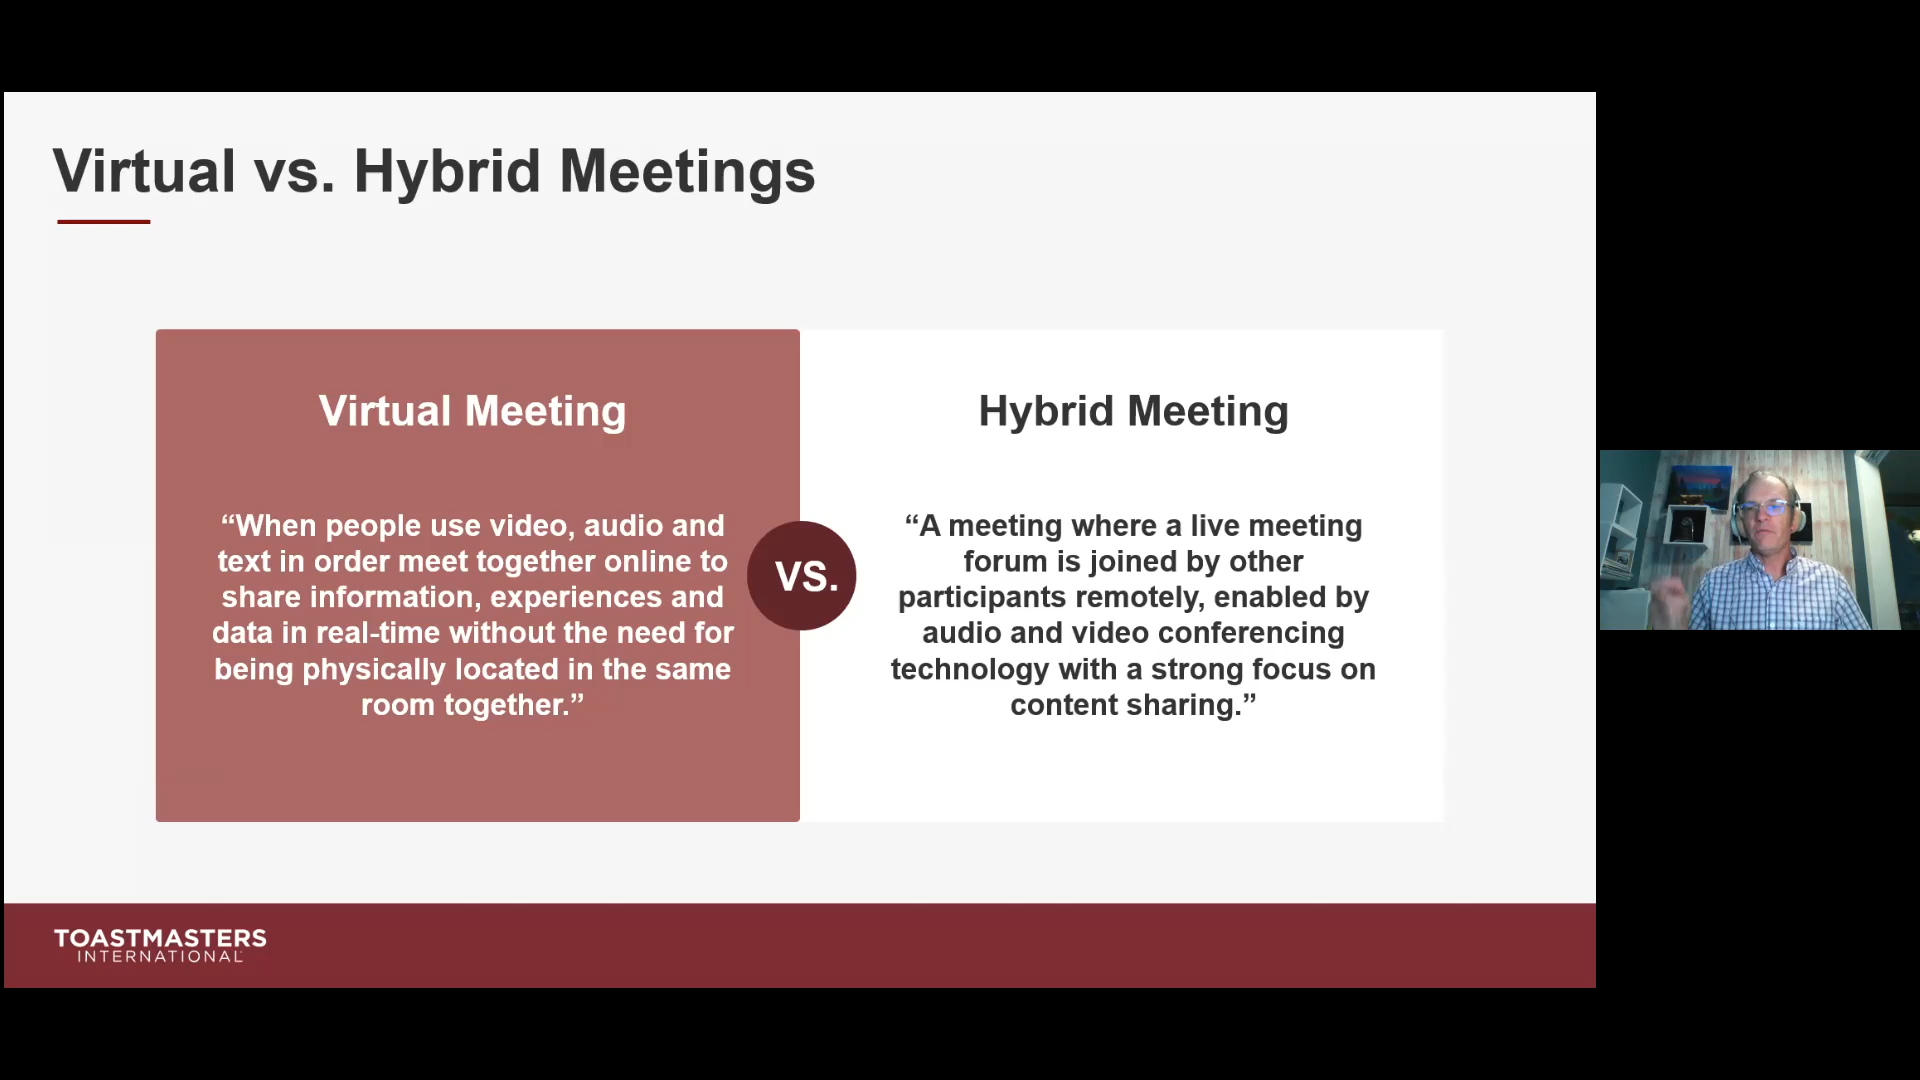 Virtual vs. Hybrid Meetings
Virtual Meeting
“When people use video, audio and
text in order meet together online to
share information, experiences and
data in real-time without the need for
being physically located in the same
room together.”
VS.
Hybrid Meeting
“A meeting where a live meeting
forum is joined by other
participants remotely, enabled by
audio and video conferencing
technology with a strong focus on
content sharing.”
TOASTMASTERS
INTERNATIONAL